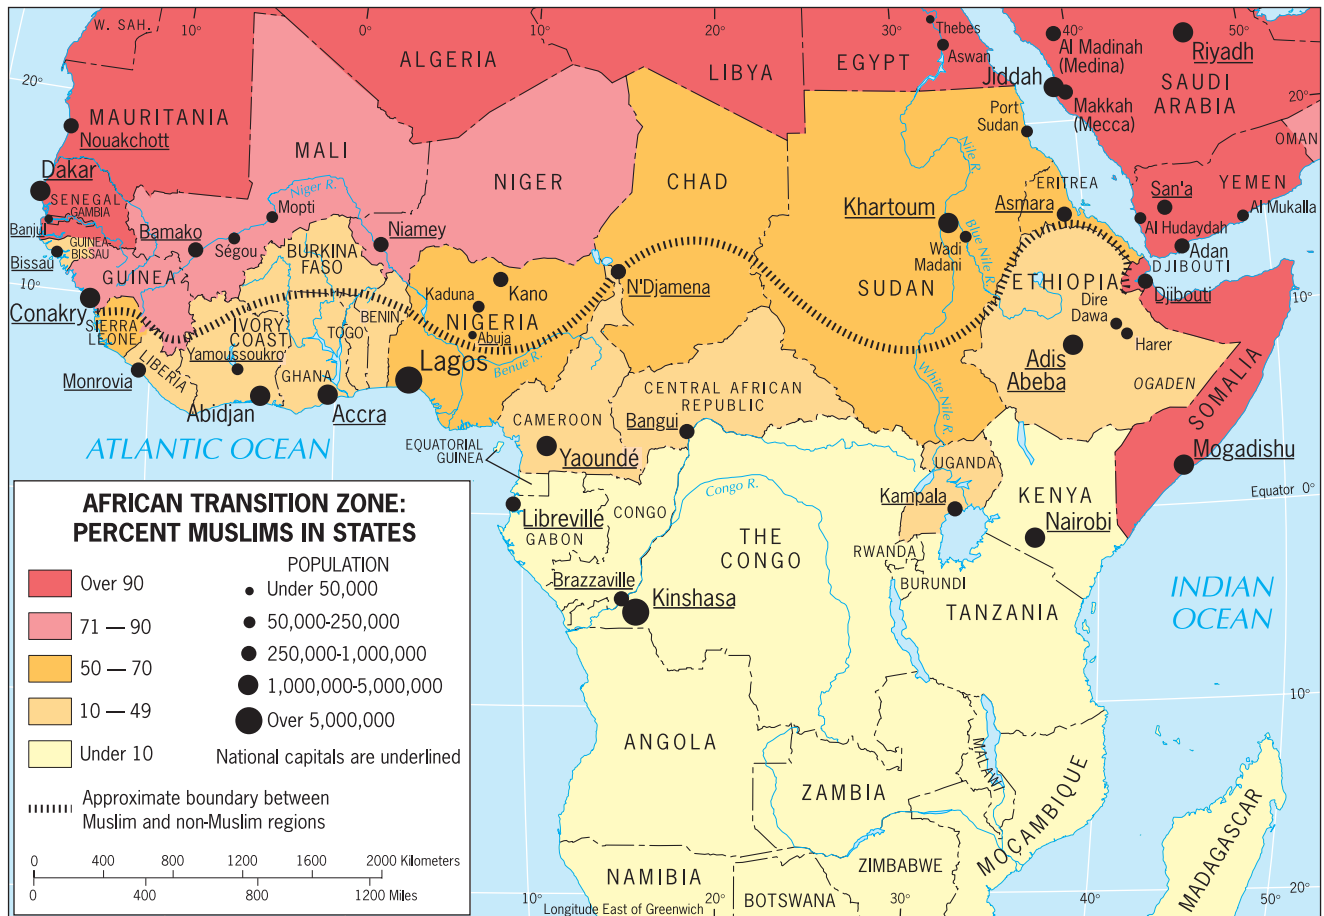 W. SAH.
10°
0°
10°
20°
30°
40°
50°
ALGERIA
LIBYA
EGYPT
Thebes
Aswan
Al Madinah
(Medina)
Riyadh
SAUDI
ARABIA
Jiddah
Makkah
(Mecca)
20°
20°
MAURITANIA
Nouakchott
MALI
NIGER
CHAD
Port
Sudan
Nile R.
OMAN
Dakar
SENEGAL
GAMBIA
Banjul
GUINEA
BISSAU
Bissau
Niger R.
Mopti
Bamako
Ségou
Niamey
BURKINA
FASO
Khartoum
Wadi
Madani
Blue Nile R.
ERITREA
Asmara
San'a
YEMEN
Al Mukalla
Al Hudaydah
Adan
DJIBOUTI
Djibouti
10°
10°
GUINEA
Conakry
SIERRA
LEONE
LIBERIA
Monrovia
IVORY
COAST
Yamoussoukro
Abidjan
GHANA
Accra
TOGO
BENIN
Kaduna
Kano
NIGERIA
Abuja
Lagos
Benue R.
N'Djamena
SUDAN
White Nile R.
ETHIOPIA
Dire
Dawa
Harer
Adis
Abeba
OGADEN
SOMALIA
Mogadishu
ATLANTIC OCEAN
EQUATORIAL
GUINEA
CAMEROON
Yaoundé
CENTRAL AFRICAN
REPUBLIC
Bangui
UGANDA
Kampala
KENYA
Nairobi
Equator 0°
Libreville
GABON
CONGO
Congo R.
THE
CONGO
RWANDA
BURUNDI
Brazzaville
Kinshasa
TANZANIA
INDIAN
OCEAN
10°
ANGOLA
ZAMBIA
MALAWI
MOÇAMBIQUE
MADAGASCAR
NAMIBIA
BOTSWANA
ZIMBABWE
10°
Longitude East of Greenwich
20°
30°
40°
50°
20°
AFRICAN TRANSITION ZONE:
PERCENT MUSLIMS IN STATES
Over 90
71 — 90
50 — 70
10 — 49
Under 10
POPULATION
Under 50,000
50,000-250,000
250,000-1,000,000
1,000,000-5,000,000
Over 5,000,000
National capitals are underlined
Approximate boundary between
Muslim and non-Muslim regions
0 400 800 1200 1600 2000 Kilometers
0 400 800 1200 Miles